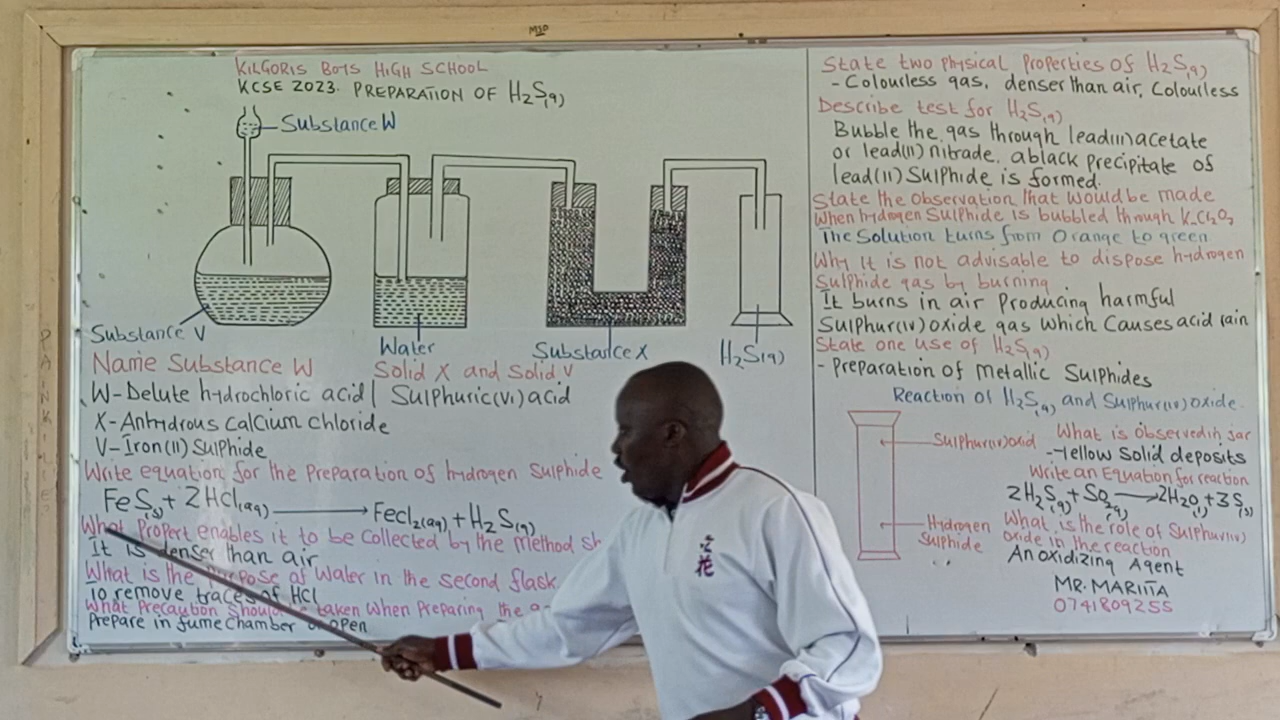 M30
KILGORIS BOYS HIGH SCHOOL
KCSE 2023. PREPARATION OF H2S(g)
Substance W
Substance V
Water
Substance X
H2S(g)
Name Substance W Solid X and Solid V
W-Delute hydrochloric acid | Sulphuric(VI) acid
X-Anhydrous Calcium chloride
V-Iron(II) Sulphide
Write equation for the Preparation of hydrogen Sulphide
FeS(s) + 2HCl(aq) → Fecl2(aq) + H2S(g)
What Propert enables it to be collected by the method sh
It is denser than air
What is the Purpose of Water in the second flask
To remove traces of HCl
What Precaution Should be taken When Preparing the
Prepare in fume Chamber or open
State two Physical Properties of H2S(g)
- Colourless gas, denser than air, Colourless
Describe test for H2S(g)
Bubble the gas through lead(II) acetate
or lead(II) nitrade. a black Precipitate of
lead(II) Sulphide is formed.
State the Observation that Would be made
When hydrogen Sulphide is bubbled through K2Cr2O7
The Solution turns from Orange to green
Why It is not advisable to dispose hydrogen
Sulphide gas by burning
It burns in air Producing harmful
Sulphur(IV) oxide gas which Causes acid rain
State one use of H2S(g)
- Preparation of Metallic Sulphides
Reaction of H2S(g) and Sulphur(IV) oxide.
Sulphur(IV) oxid
Hydrogen
Sulphide
What is Observed in jar
-Yellow Solid deposits
Write an Equation for reaction
2H2S(g) + SO2(g) → 2H2O(l) + 3S(s)
What is the role of Sulphur(IV)
oxide in the reaction
An oxidizing Agent
MR. MARIITA
0741809255